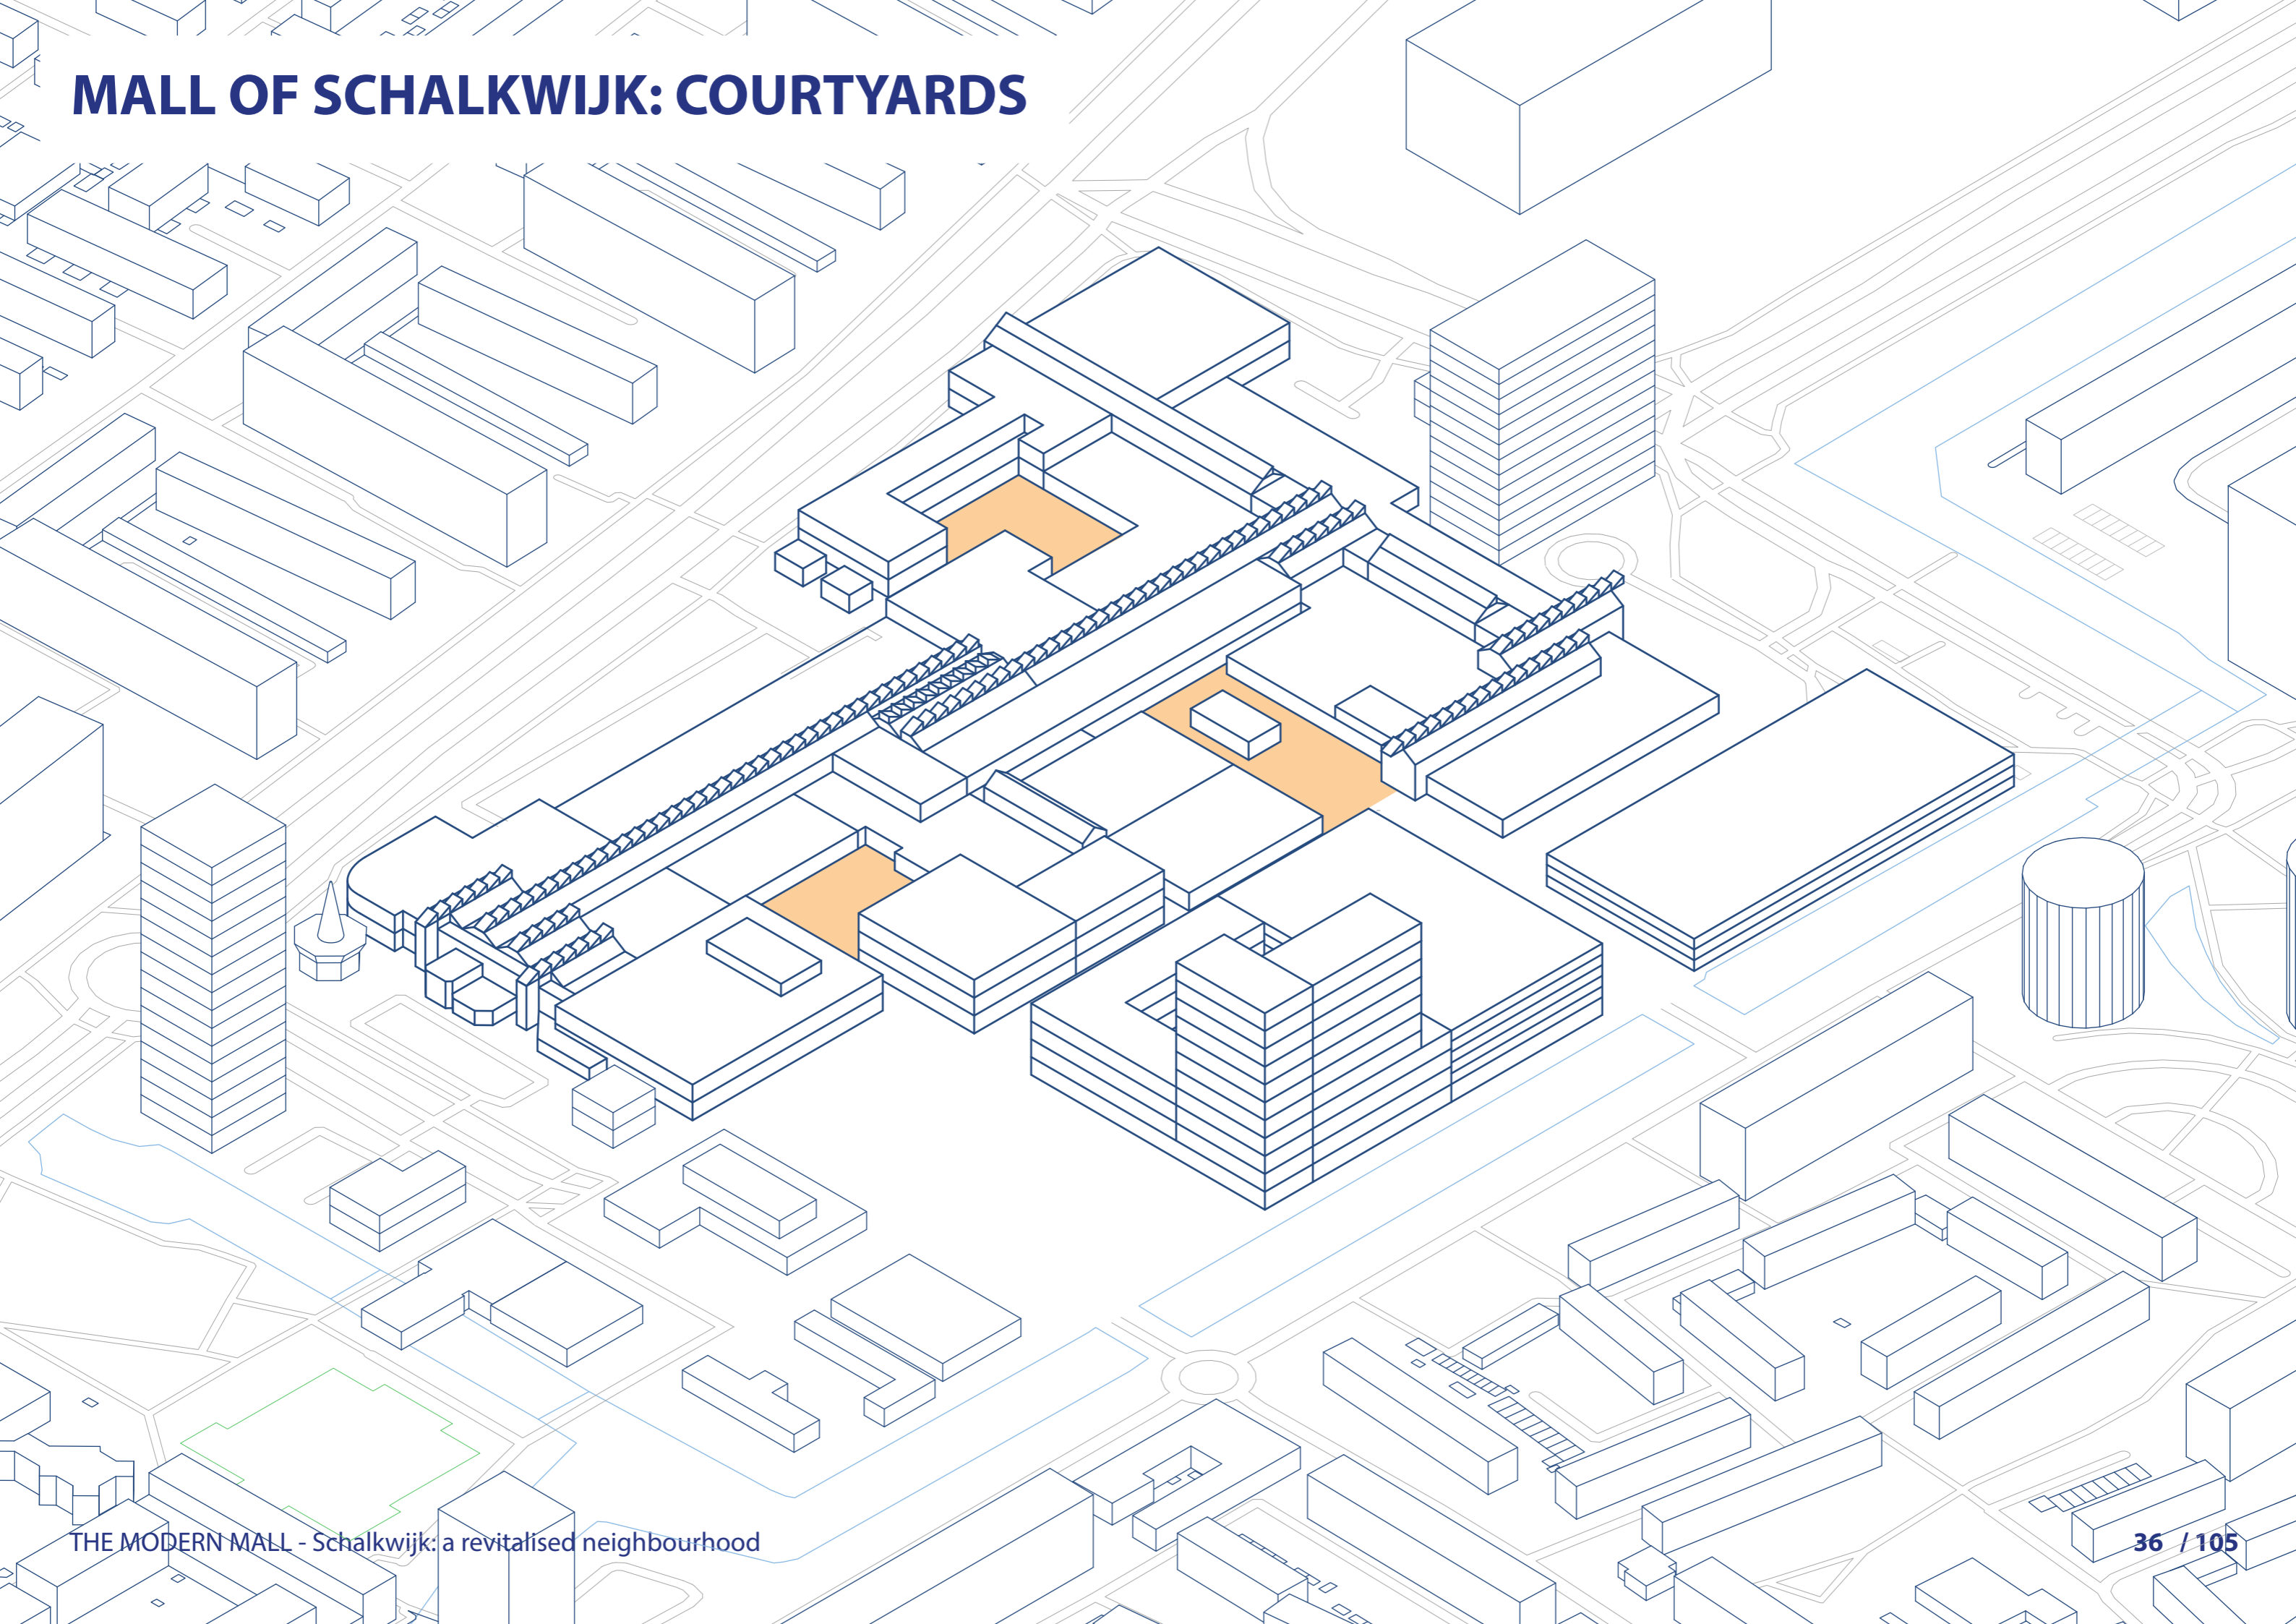 MALL OF SCHALKWIJK: COURTYARDS
THE MODERN MALL - Schalkwijk: a revitalised neighbourhood
36 / 105